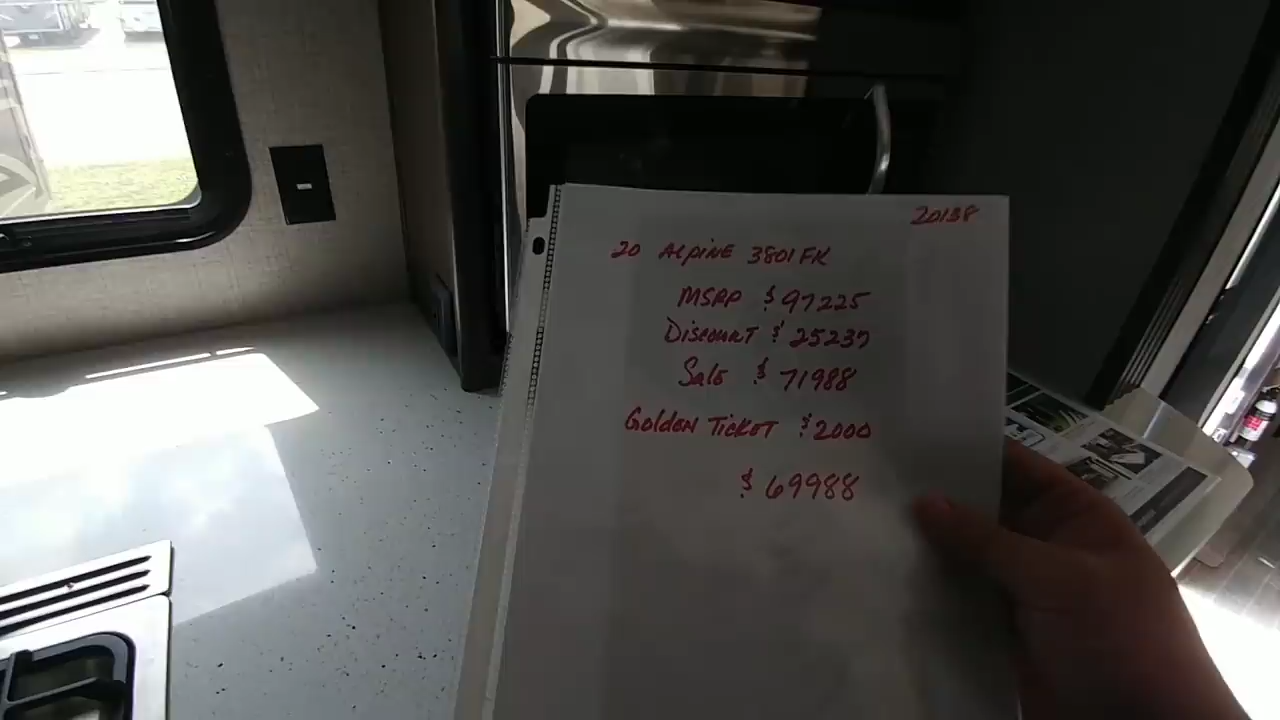 20138
20 Alpine 3801FK
MSRP $97225
Discount $25237
Sale $71988
Golden Ticket $2000
$69988